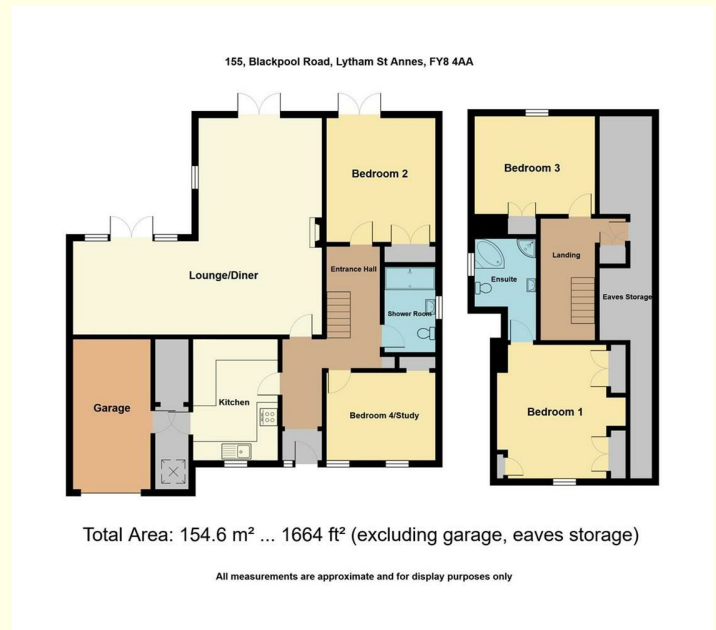 155, Blackpool Road, Lytham St Annes, FY8 4AA
Bedroom 2
Bedroom 3
Entrance Hall
Landing
Lounge/Diner
Ensuite
Shower Room
Eaves Storage
Garage
Kitchen
Bedroom 4/Study
Bedroom 1
Total Area: 154.6 m² ... 1664 ft² (excluding garage, eaves storage)
All measurements are approximate and for display purposes only